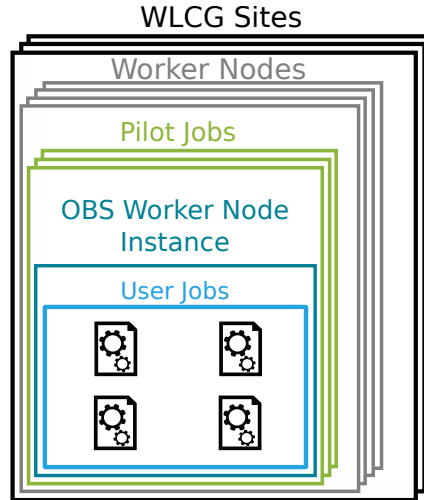 WLCG Sites
Worker Nodes
Pilot Jobs
OBS Worker Node
Instance
User Jobs